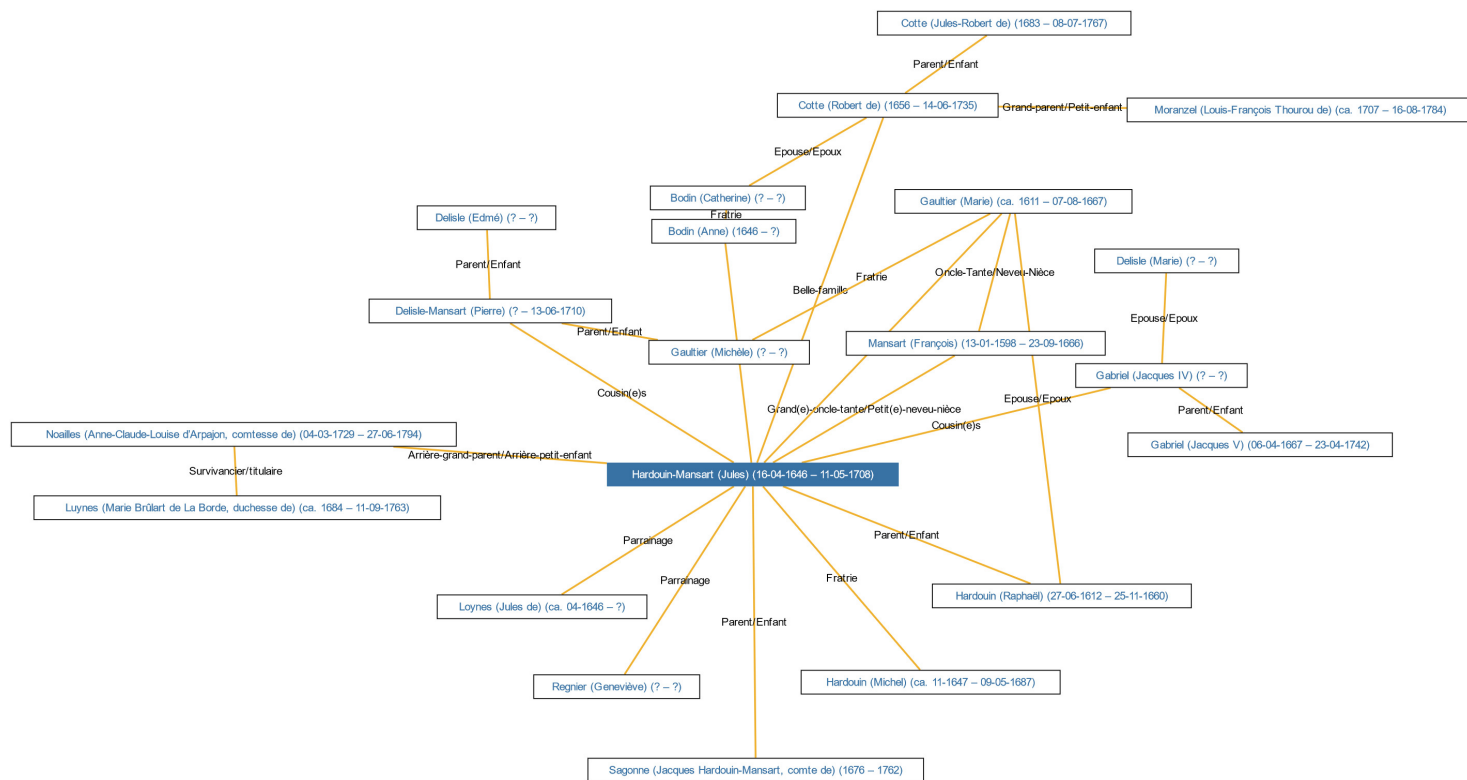 Cotte (Jules-Robert de) (1683 – 08-07-1767)
Parent/Enfant
Cotte (Robert de) (1656 – 14-06-1735)
Grand-parent/Petit-enfant
Moranzel (Louis-François Thourou de) (ca. 1707 – 16-08-1784)
Epouse/Epoux
Bodin (Catherine) (? – ?)
Gaultier (Marie) (ca. 1611 – 07-08-1667)
Fratrie
Delisle (Edmé) (? – ?)
Bodin (Anne) (1646 – ?)
Delisle (Marie) (? – ?)
Parent/Enfant
Fratrie
Oncle-Tante/Neveu-Nièce
Belle-famille
Delisle-Mansart (Pierre) (? – 13-06-1710)
Epouse/Epoux
Parent/Enfant
Gaultier (Michèle) (? – ?)
Mansart (François) (13-01-1598 – 23-09-1666)
Gabriel (Jacques IV) (? – ?)
Cousin(e)s
Epouse/Epoux
Grand(e)-oncle-tante/Petit(e)-neveu-nièce
Parent/Enfant
Cousin(e)s
Noailles (Anne-Claude-Louise d'Arpajon, comtesse de) (04-03-1729 – 27-06-1794)
Gabriel (Jacques V) (06-04-1667 – 23-04-1742)
Arrière-grand-parent/Arrière-petit-enfant
Survivancier/titulaire
Hardouin-Mansart (Jules) (16-04-1646 – 11-05-1708)
Luynes (Marie Brûlart de La Borde, duchesse de) (ca. 1684 – 11-09-1763)
Parrainage
Parent/Enfant
Parrainage
Fratrie
Hardouin (Raphaël) (27-06-1612 – 25-11-1660)
Loynes (Jules de) (ca. 04-1646 – ?)
Parent/Enfant
Regnier (Geneviève) (? – ?)
Hardouin (Michel) (ca. 11-1647 – 09-05-1687)
Sagonne (Jacques Hardouin-Mansart, comte de) (1676 – 1762)